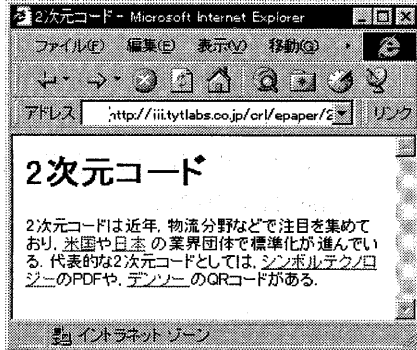 2次元コード - Microsoft Internet Explorer
ファイル(F) 編集(E) 表示(V) 移動(G)
アドレス http://iii.tytlabs.co.jp/crl/epaper/2 リンク
2次元コード
2次元コードは近年, 物流分野などで注目を集めて
おり, 米国や日本 の業界団体で標準化が進んでい
る. 代表的な2次元コードとしては, シンボルテクノロ
ジーのPDFや, デンソー のQRコードがある.
イントラネット ゾーン